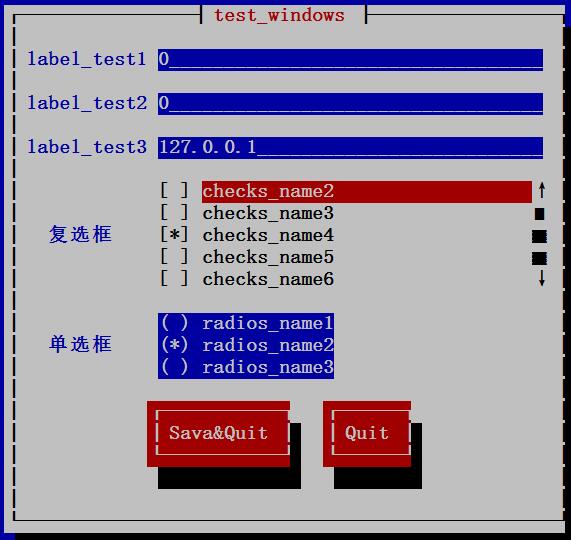 test_windows
label_test1 0
label_test2 0
label_test3 127.0.0.1
[ ] checks_name2
[ ] checks_name3
复选框 [*] checks_name4
[ ] checks_name5
[ ] checks_name6
( ) radios_name1
单选框 (*) radios_name2
( ) radios_name3
Sava&Quit Quit